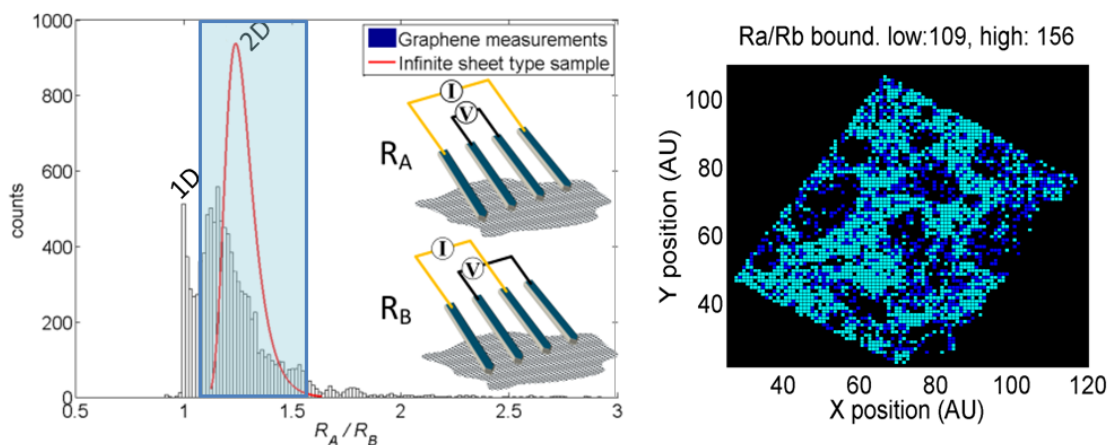 1000
800
600
400
200
0
counts
0.5 1 1.5 2 2.5 3
R_A / R_B
1D
2D
Graphene measurements
Infinite sheet type sample
I
V
R_A
I
V
R_B
Ra/Rb bound. low:109, high: 156
100
80
60
40
Y position (AU)
40 60 80 100 120
X position (AU)